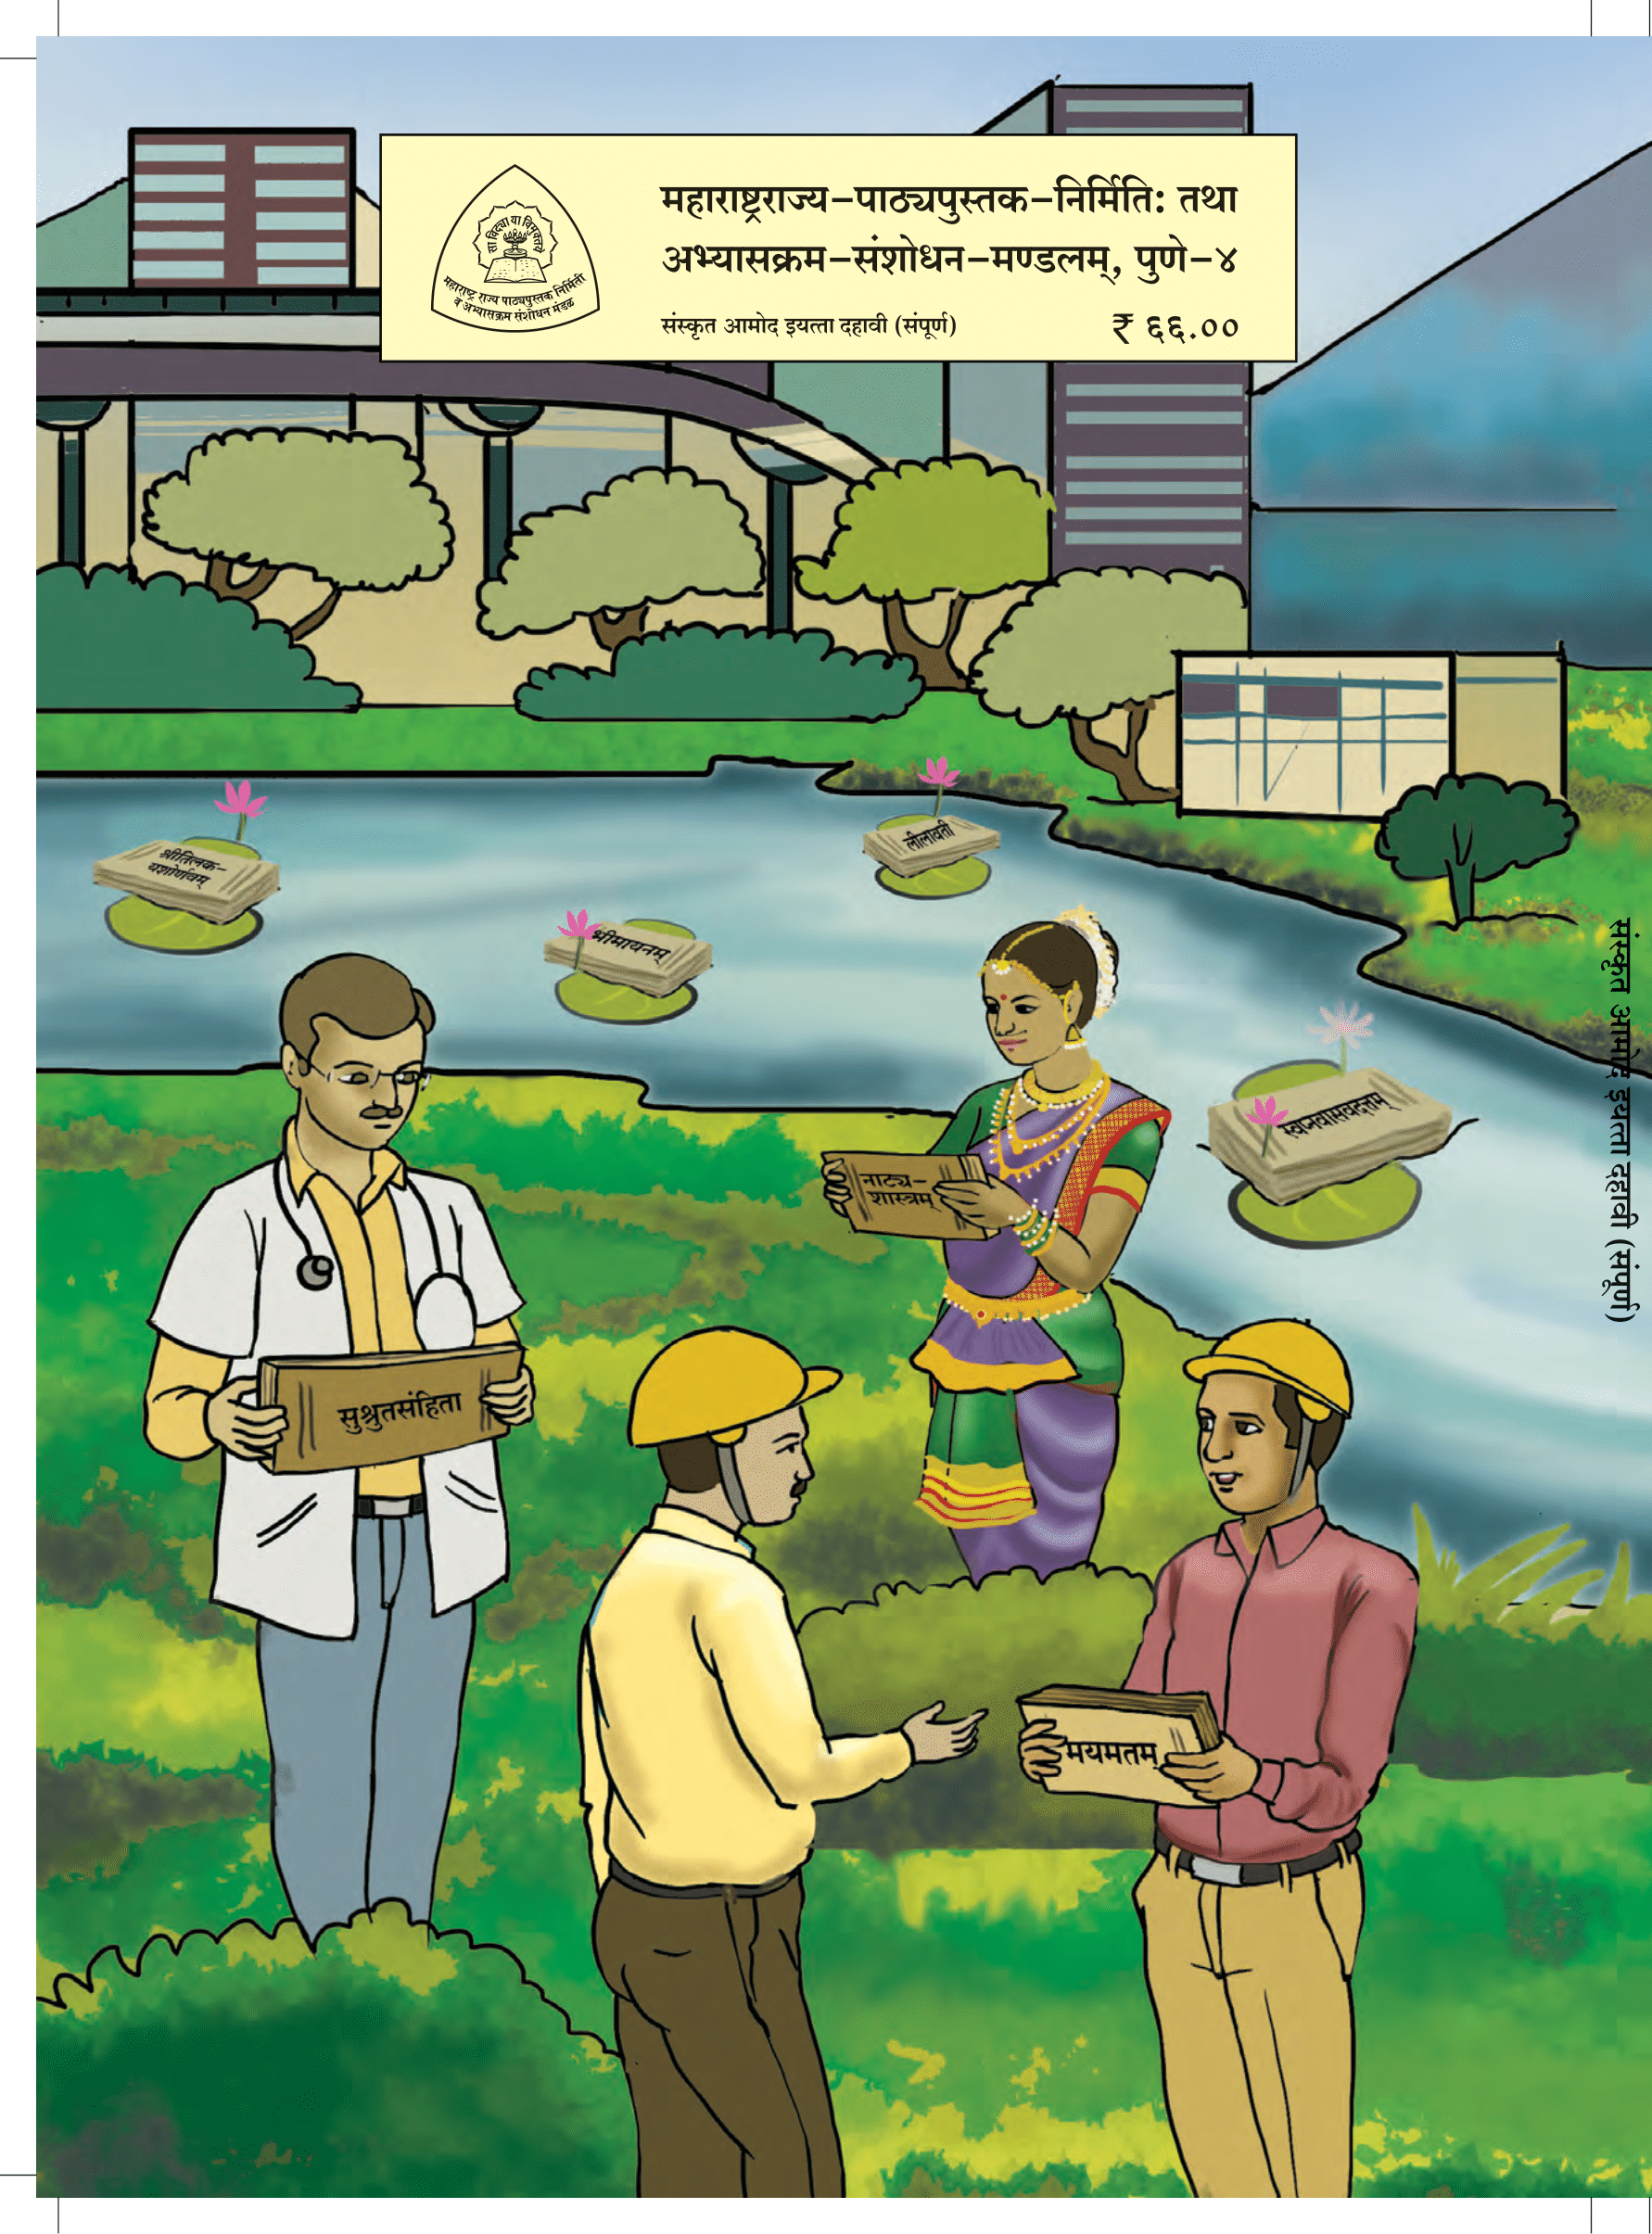 महाराष्ट्रराज्य–पाठ्यपुस्तक–निर्मितिः तथा
अभ्यासक्रम–संशोधन–मण्डलम्, पुणे–४
सा विद्या या विमुक्तये
महाराष्ट्र राज्य पाठ्यपुस्तक निर्मिती
व अभ्यासक्रम संशोधन मंडळ
संस्कृत आमोद इयत्ता दहावी (संपूर्ण)
₹ ६६.००
लीलावती
श्रीतिलक–
यशोर्णवम्
भीमायनम्
स्वप्नवासवदत्तम्
नाट्य–
शास्त्रम्
सुश्रुतसंहिता
मयमतम्
संस्कृत आमोद इयत्ता दहावी (संपूर्ण)